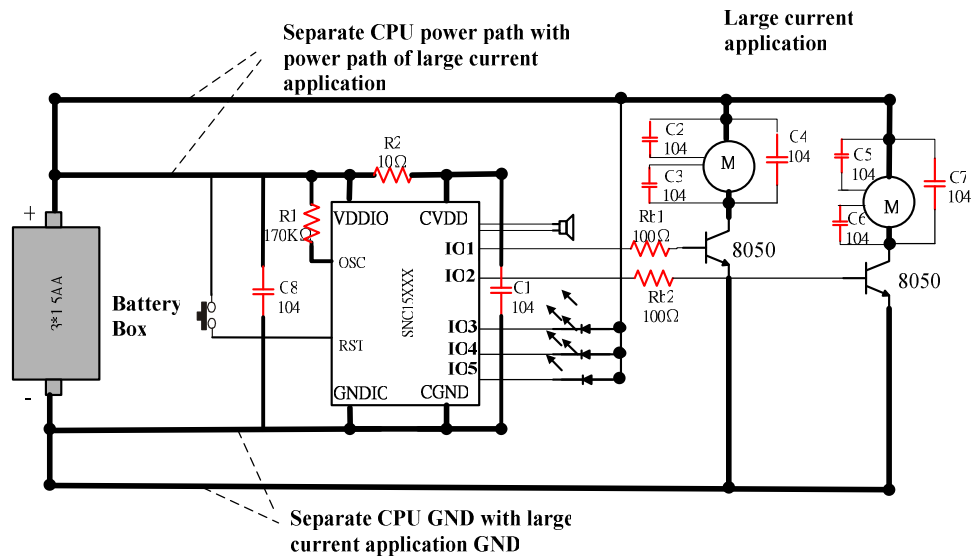 Large current
application
Separate CPU power path with
power path of large current
application
R2
10Ω
C2
104
C4
104
M
C3
104
C5
104
C7
104
M
C6
104
+
3*1.5AA
-
Battery
Box
R1
170KΩ
VDDIO
CVDD
OSC
SNC15XXX
RST
GNDIC
CGND
C8
104
C1
104
IO1
IO2
IO3
IO4
IO5
Rb1
100Ω
8050
Rb2
100Ω
8050
Separate CPU GND with large
current application GND